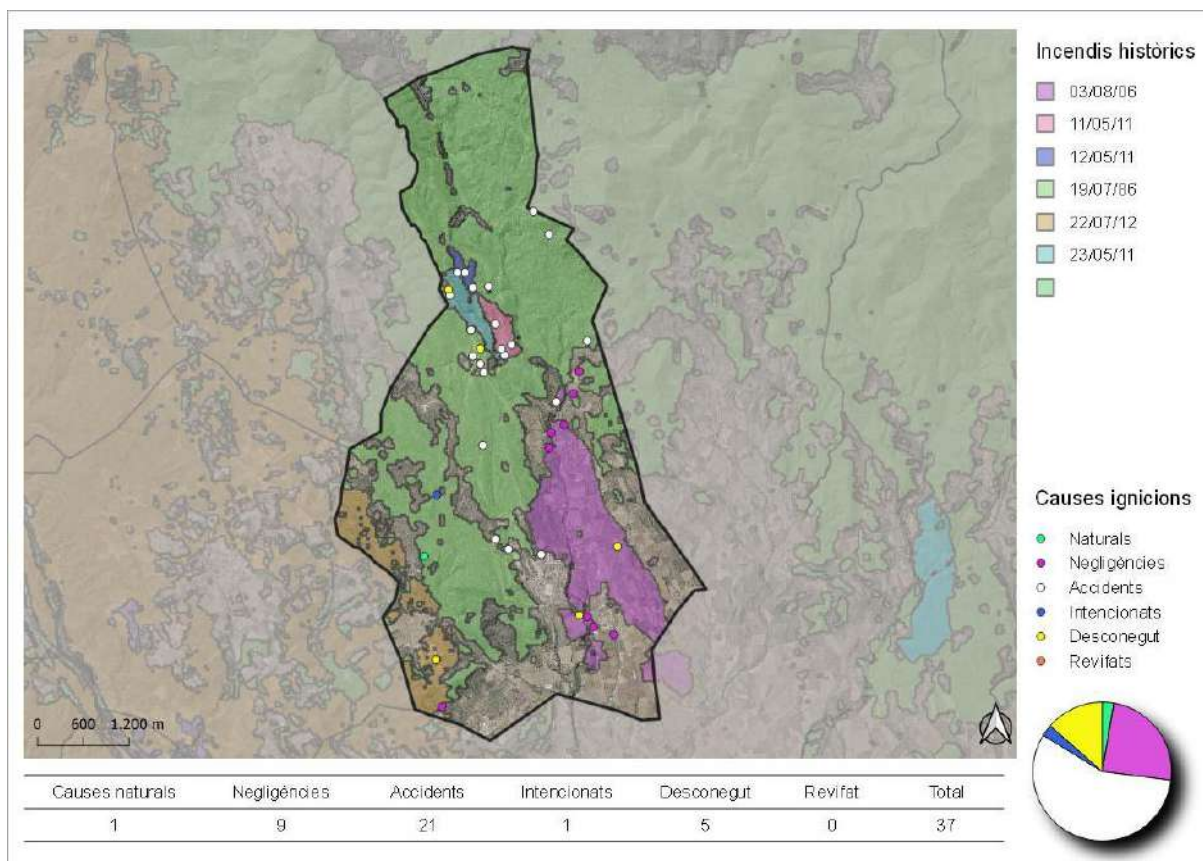 Incendis històrics
03/08/06
11/05/11
12/05/11
19/07/86
22/07/12
23/05/11
Causes ignicions
Naturals
Negligències
Accidents
Intencionats
Desconegut
Revifats
0 600 1.200 m
Causes naturals Negligències Accidents Intencionats Desconegut Revifat Total
1 9 21 1 5 0 37